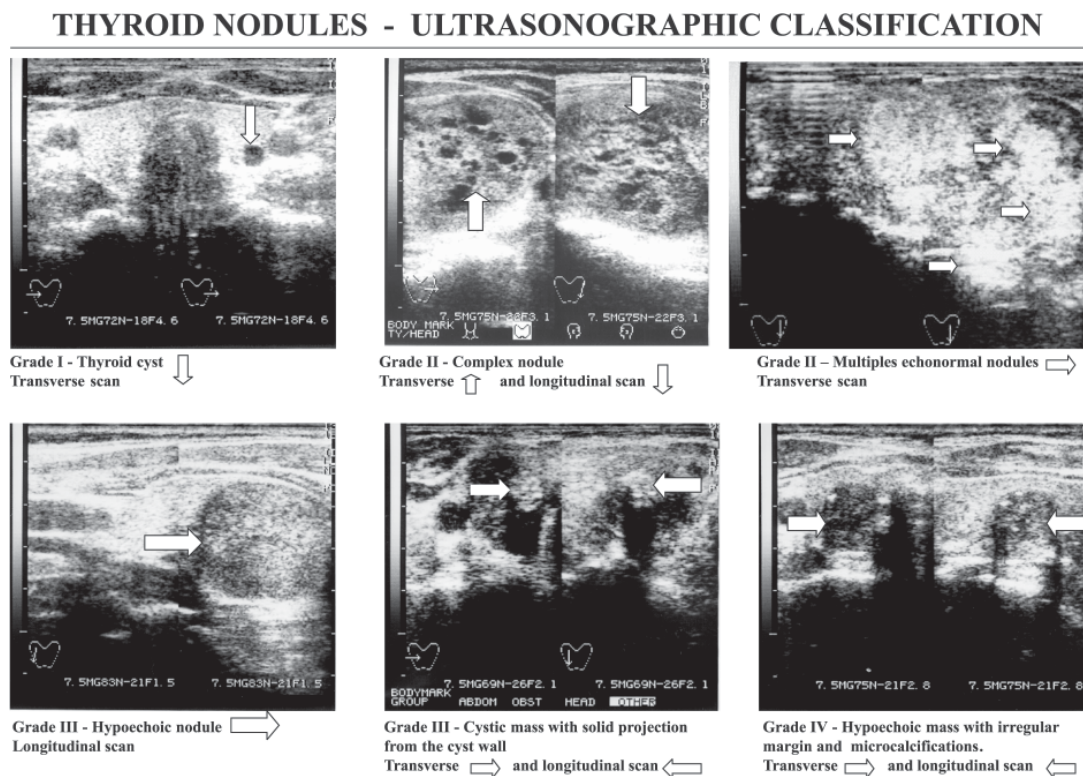 THYROID NODULES - ULTRASONOGRAPHIC CLASSIFICATION
7.5MG72N-18F4.6 7.5MG72N-18F4.6
Grade I - Thyroid cyst
Transverse scan
7.5MG75N-22F3.1 7.5MG75N-22F3.1
BODY MARK
TY/HEAD
Grade II - Complex nodule
Transverse and longitudinal scan
Grade II – Multiples echonormal nodules
Transverse scan
7.5MG83N-21F1.5 7.5MG83N-21F1.5
Grade III - Hypoechoic nodule
Longitudinal scan
7.5MG69N-26F2.1 7.5MG69N-26F2.1
BODYMARK
GROUP ABDOM OBST HEAD OTHER
Grade III - Cystic mass with solid projection
from the cyst wall
Transverse and longitudinal scan
7.5MG75N-21F2.8 7.5MG75N-21F2.8
Grade IV - Hypoechoic mass with irregular
margin and microcalcifications.
Transverse and longitudinal scan